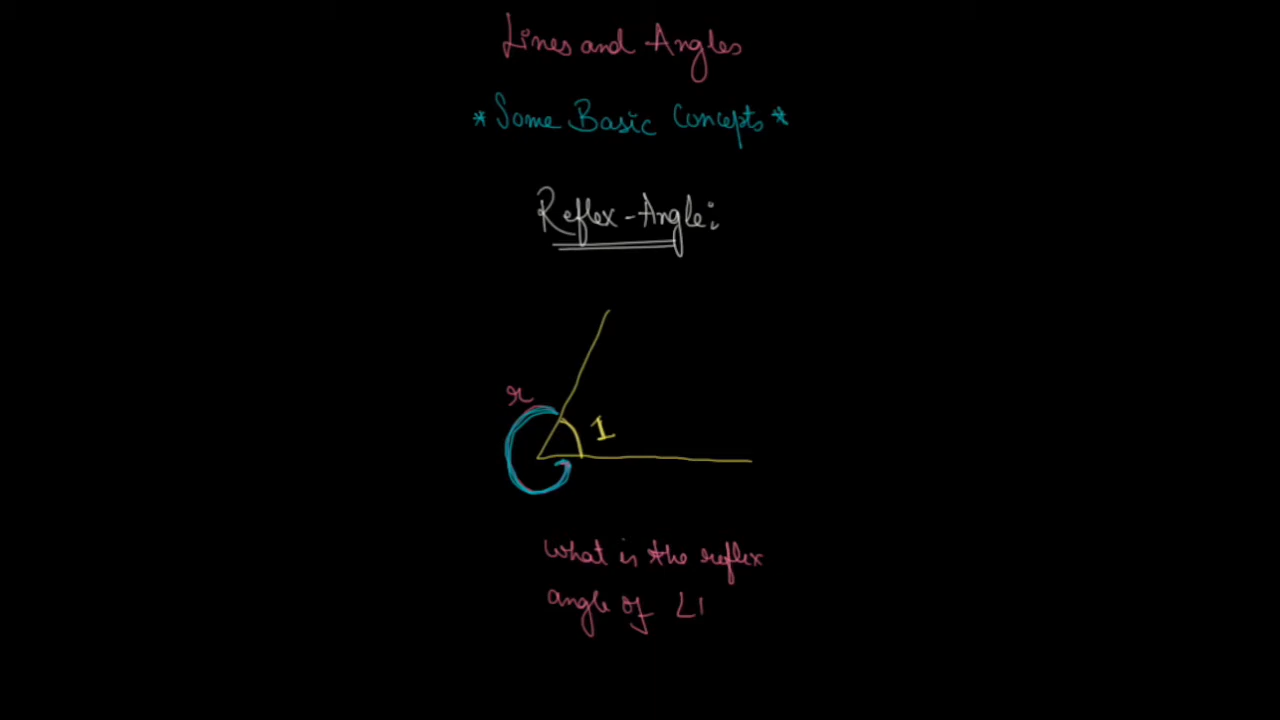 Lines and Angles
* Some Basic Concepts *
Reflex-Angle:
r
1
What is the reflex
angle of ∠1